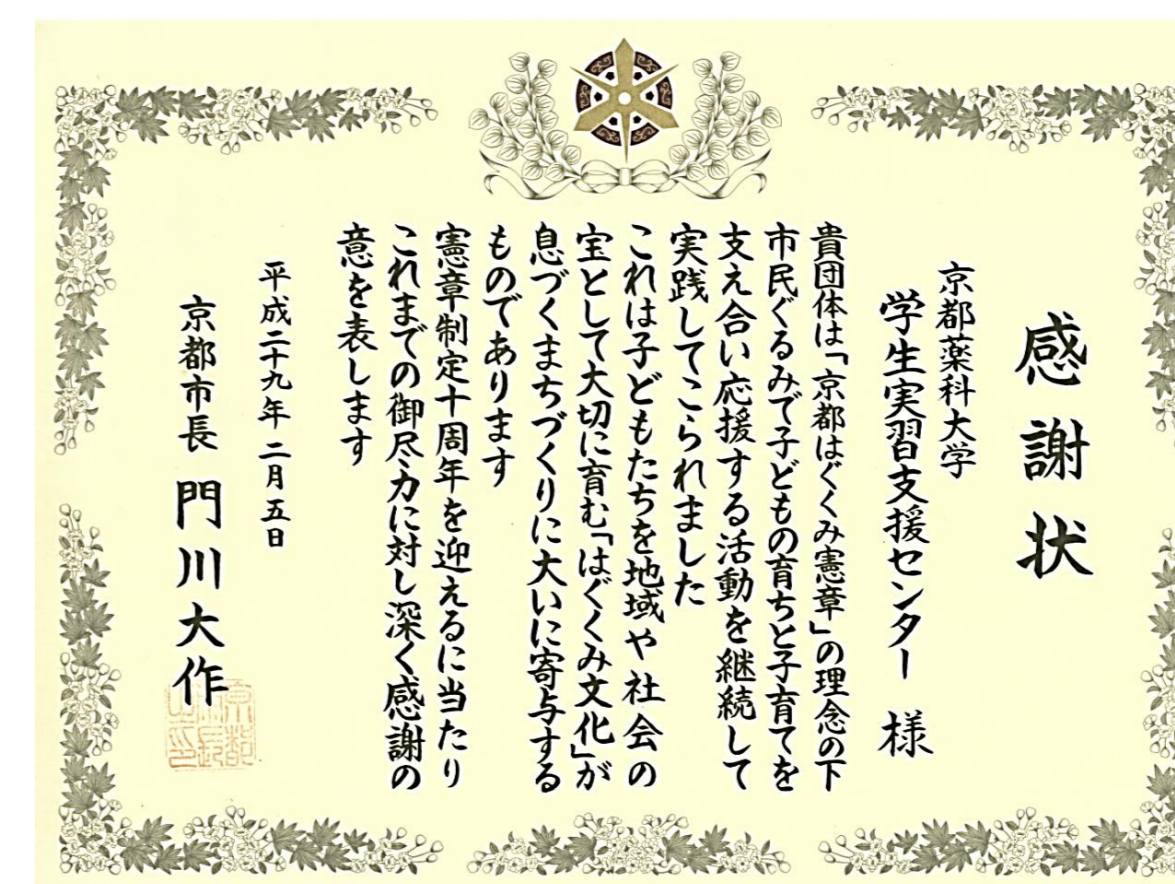 感謝状
京都薬科大学
学生実習支援センター 様
貴団体は「京都はぐくみ憲章」の理念の下
市民ぐるみで子どもの育ちと子育てを
支え合い応援する活動を継続して
実践してこられました
これは子どもたちを地域や社会の
宝として大切に育む「はぐくみ文化」が
息づくまちづくりに大いに寄与する
ものであります
憲章制定十周年を迎えるに当たり
これまでの御尽力に対し深く感謝の
意を表します
平成二十九年二月五日
京都市長 門川大作
京都市長之印